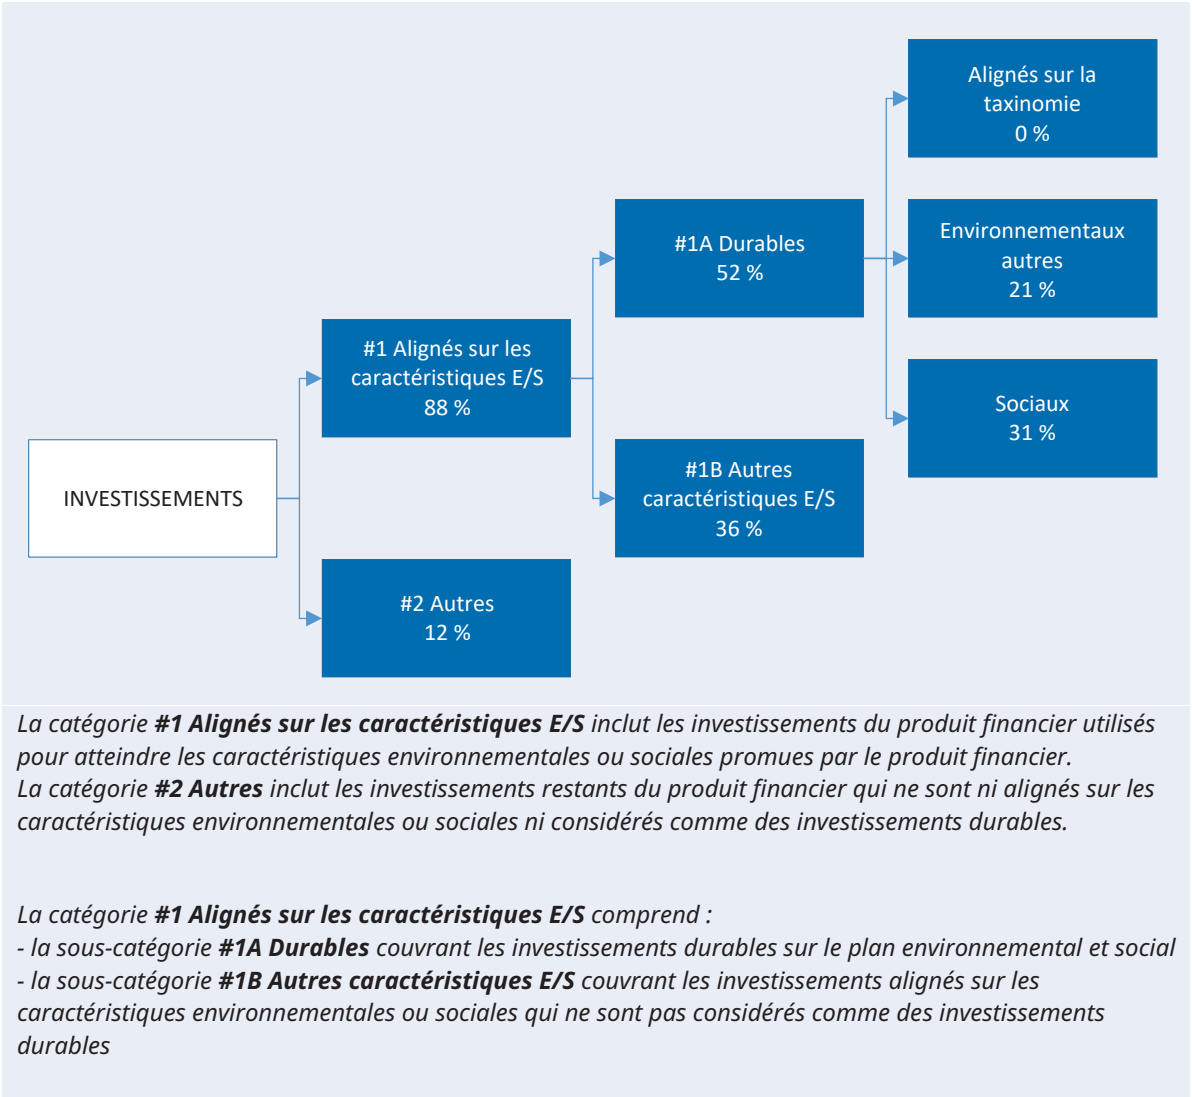 Alignés sur la
taxinomie
0 %
#1A Durables
52 %
Environnementaux
autres
21 %
#1 Alignés sur les
caractéristiques E/S
88 %
Sociaux
31 %
INVESTISSEMENTS
#1B Autres
caractéristiques E/S
36 %
#2 Autres
12 %
La catégorie #1 Alignés sur les caractéristiques E/S inclut les investissements du produit financier utilisés
pour atteindre les caractéristiques environnementales ou sociales promues par le produit financier.
La catégorie #2 Autres inclut les investissements restants du produit financier qui ne sont ni alignés sur les
caractéristiques environnementales ou sociales ni considérés comme des investissements durables.
La catégorie #1 Alignés sur les caractéristiques E/S comprend :
- la sous-catégorie #1A Durables couvrant les investissements durables sur le plan environnemental et social
- la sous-catégorie #1B Autres caractéristiques E/S couvrant les investissements alignés sur les
caractéristiques environnementales ou sociales qui ne sont pas considérés comme des investissements
durables